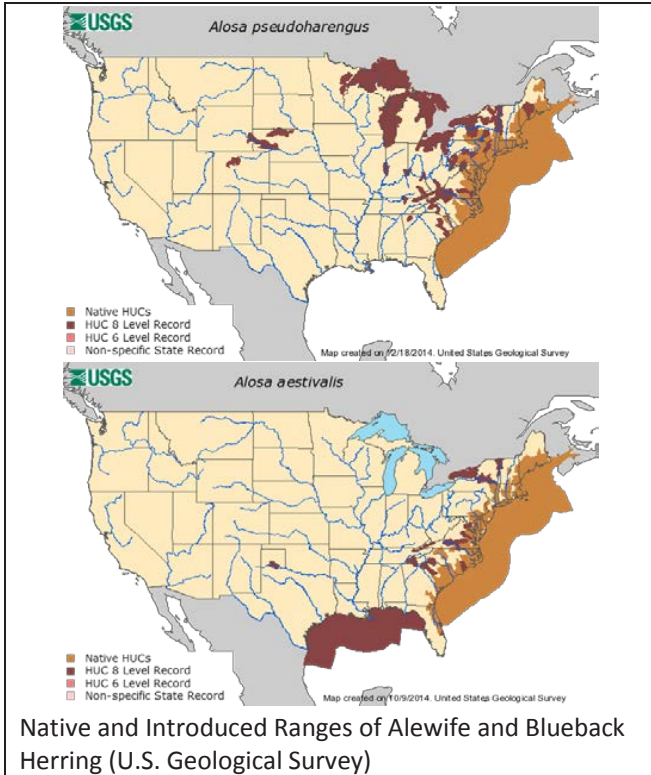 USGS
Alosa pseudoharengus
Native HUCs
HUC 8 Level Record
HUC 6 Level Record
Non-specific State Record
Map created on 12/18/2014. United States Geological Survey
USGS
Alosa aestivalis
Native HUCs
HUC 8 Level Record
HUC 6 Level Record
Non-specific State Record
Map created on 10/9/2014. United States Geological Survey
Native and Introduced Ranges of Alewife and Blueback
Herring (U.S. Geological Survey)